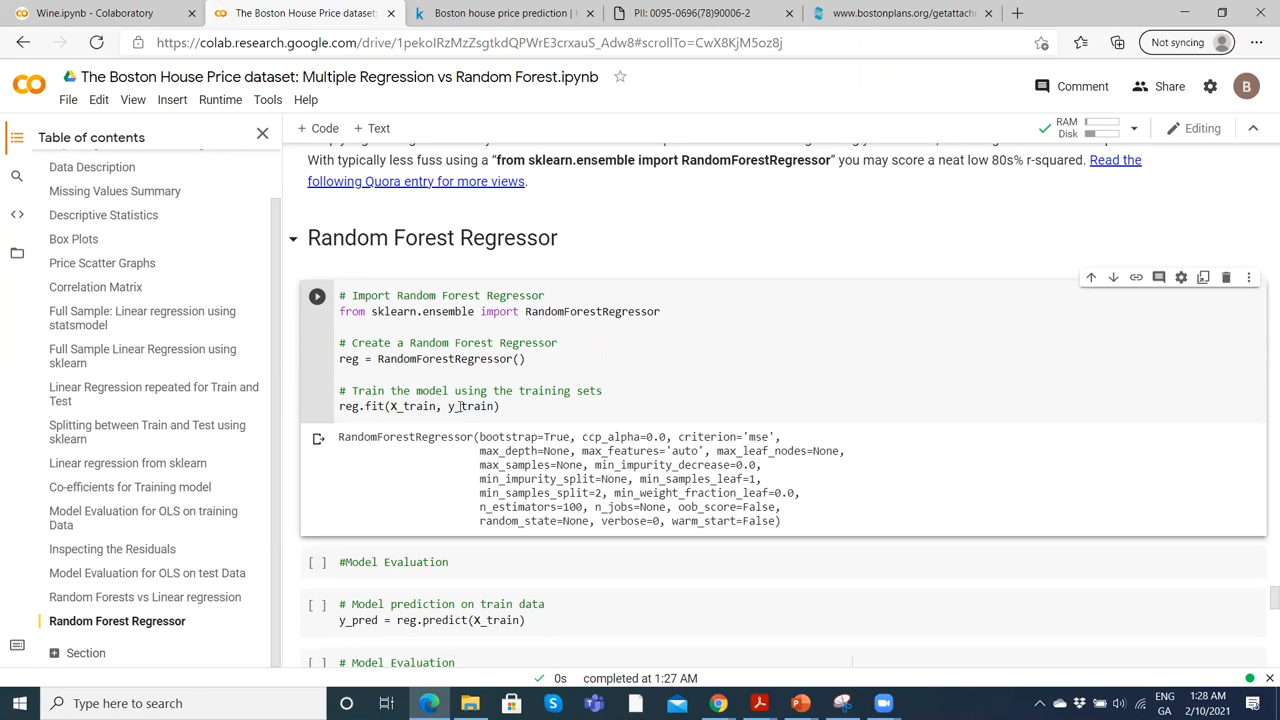 Wine.ipynb - Colaboratory
The Boston House Price dataset:
Boston house price prediction |
PII: 0095-0696(78)90006-2
www.bostonplans.org/getattachm
https://colab.research.google.com/drive/1pekoIRzMzZsgtkdQPWrE3crxauS_Adw8#scrollTo=CwX8KjM5oz8j
Not syncing
The Boston House Price dataset: Multiple Regression vs Random Forest.ipynb
Comment
Share
B
File Edit View Insert Runtime Tools Help
Table of contents
+ Code + Text
RAM
Disk
Editing
Data Description
Missing Values Summary
Descriptive Statistics
Box Plots
Price Scatter Graphs
Correlation Matrix
Full Sample: Linear regression using
statsmodel
Full Sample Linear Regression using
sklearn
Linear Regression repeated for Train and
Test
Splitting between Train and Test using
sklearn
Linear regression from sklearn
Co-efficients for Training model
Model Evaluation for OLS on training
Data
Inspecting the Residuals
Model Evaluation for OLS on test Data
Random Forests vs Linear regression
Random Forest Regressor
Section
With typically less fuss using a “from sklearn.ensemble import RandomForestRegressor” you may score a neat low 80s% r-squared. Read the
following Quora entry for more views.
Random Forest Regressor
# Import Random Forest Regressor
from sklearn.ensemble import RandomForestRegressor
# Create a Random Forest Regressor
reg = RandomForestRegressor()
# Train the model using the training sets
reg.fit(X_train, y_train)
RandomForestRegressor(bootstrap=True, ccp_alpha=0.0, criterion='mse',
max_depth=None, max_features='auto', max_leaf_nodes=None,
max_samples=None, min_impurity_decrease=0.0,
min_impurity_split=None, min_samples_leaf=1,
min_samples_split=2, min_weight_fraction_leaf=0.0,
n_estimators=100, n_jobs=None, oob_score=False,
random_state=None, verbose=0, warm_start=False)
[ ] #Model Evaluation
[ ] # Model prediction on train data
y_pred = reg.predict(X_train)
[ ] # Model Evaluation
0s completed at 1:27 AM
Type here to search
ENG
GA
1:28 AM
2/10/2021